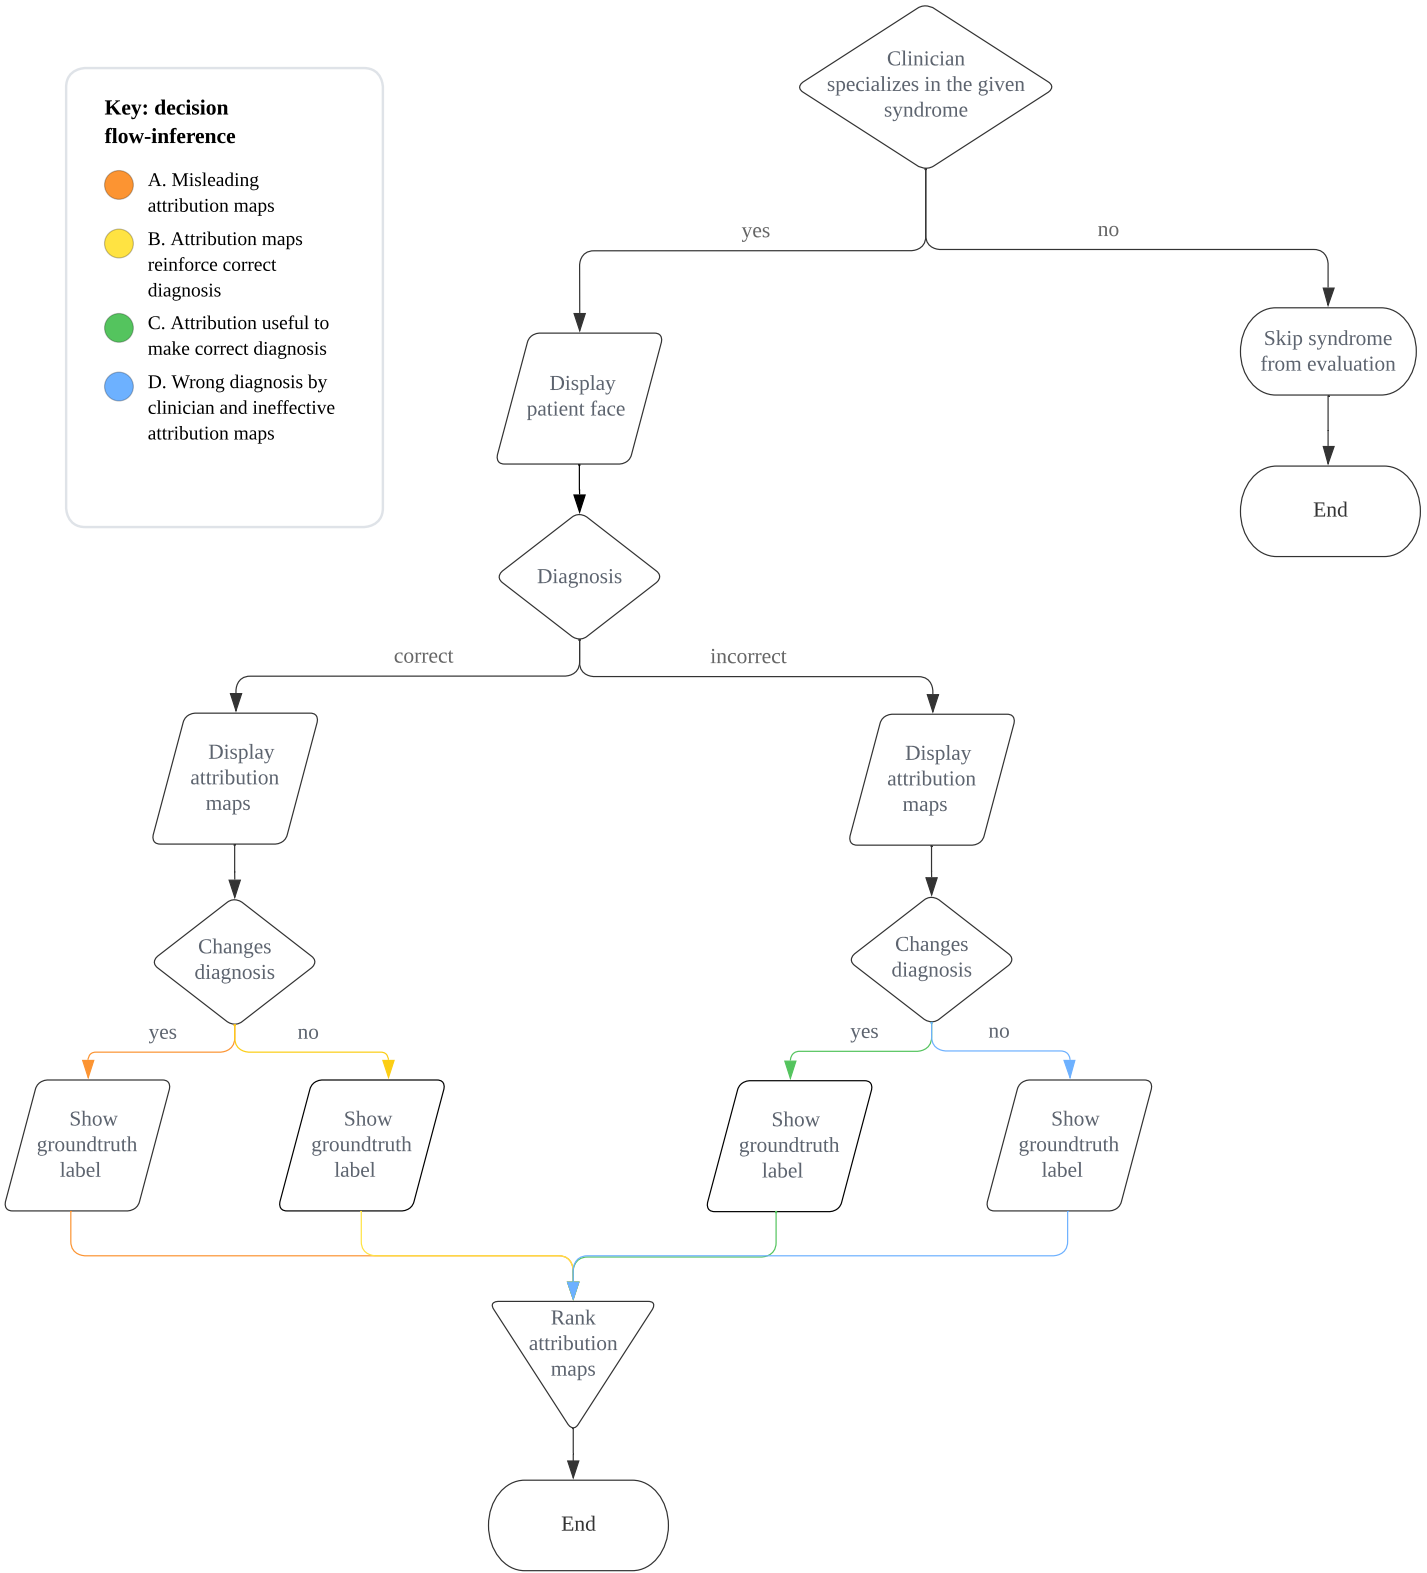 Clinician
specializes in the given
syndrome
Key: decision
flow-inference
A. Misleading
attribution maps
B. Attribution maps
reinforce correct
diagnosis
C. Attribution useful to
make correct diagnosis
D. Wrong diagnosis by
clinician and ineffective
attribution maps
yes
no
Skip syndrome
from evaluation
End
Display
patient face
Diagnosis
correct
incorrect
Display
attribution
maps
Display
attribution
maps
Changes
diagnosis
Changes
diagnosis
yes
no
yes
no
Show
groundtruth
label
Show
groundtruth
label
Show
groundtruth
label
Show
groundtruth
label
Rank
attribution
maps
End